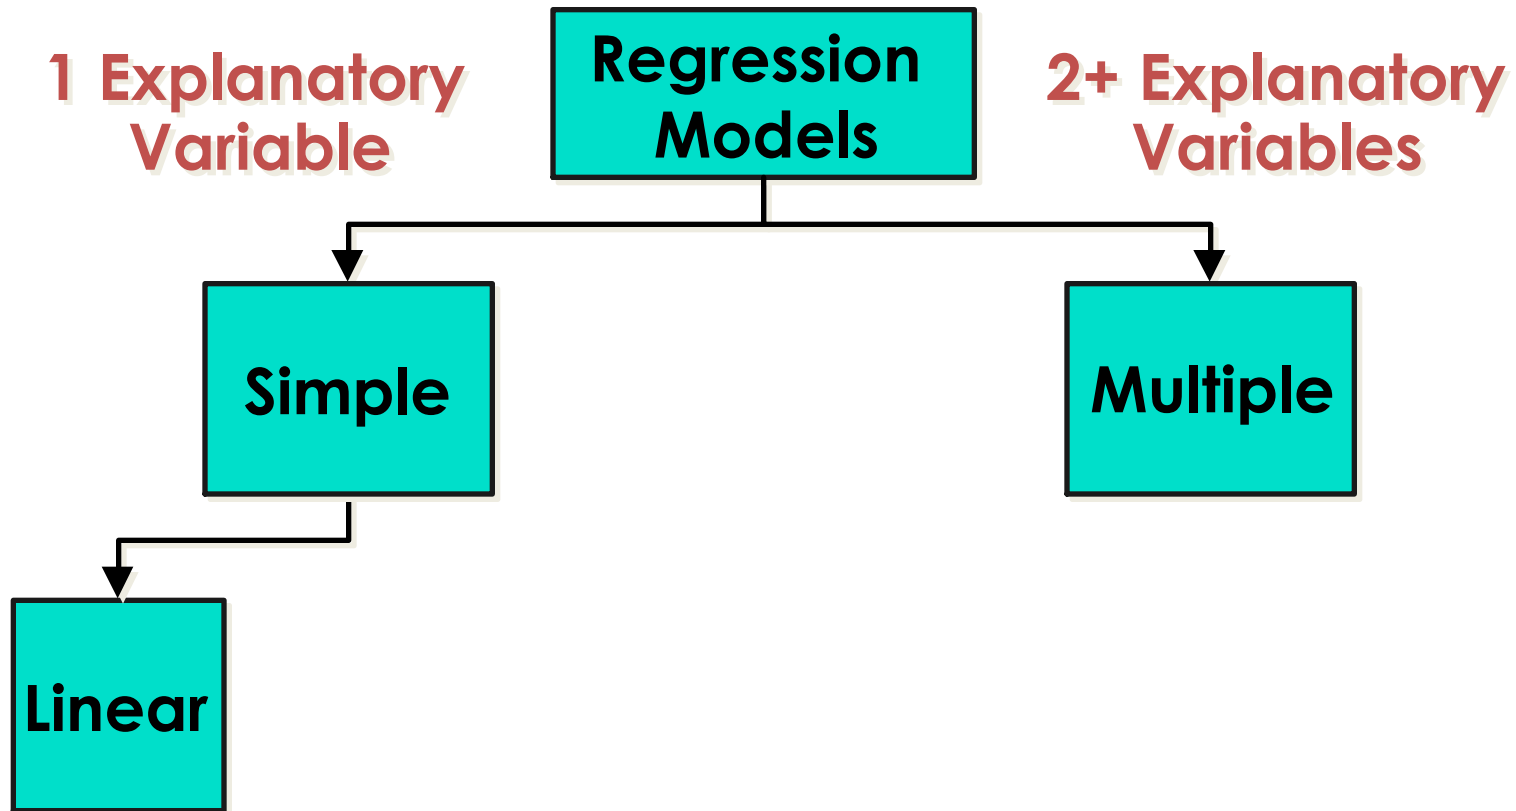 1 Explanatory
Variable
Regression
Models
2+ Explanatory
Variables
Simple
Multiple
Linear